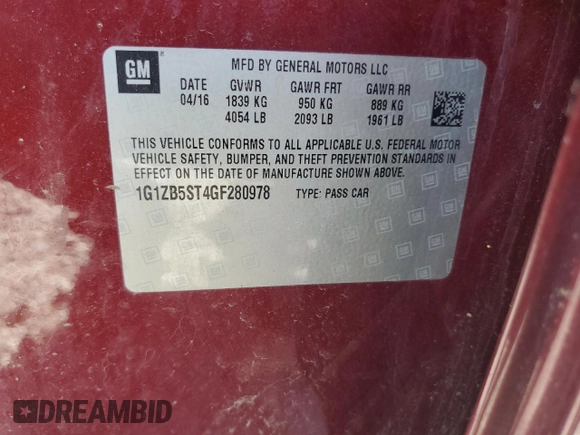 GM
MFD BY GENERAL MOTORS LLC
DATE GVWR GAWR FRT GAWR RR
04/16 1839 KG 950 KG 889 KG
4054 LB 2093 LB 1961 LB
THIS VEHICLE CONFORMS TO ALL APPLICABLE U.S. FEDERAL MOTOR
VEHICLE SAFETY, BUMPER, AND THEFT PREVENTION STANDARDS IN
EFFECT ON THE DATE OF MANUFACTURE SHOWN ABOVE.
1G1ZB5ST4GF280978 TYPE: PASS CAR
DREAMBID